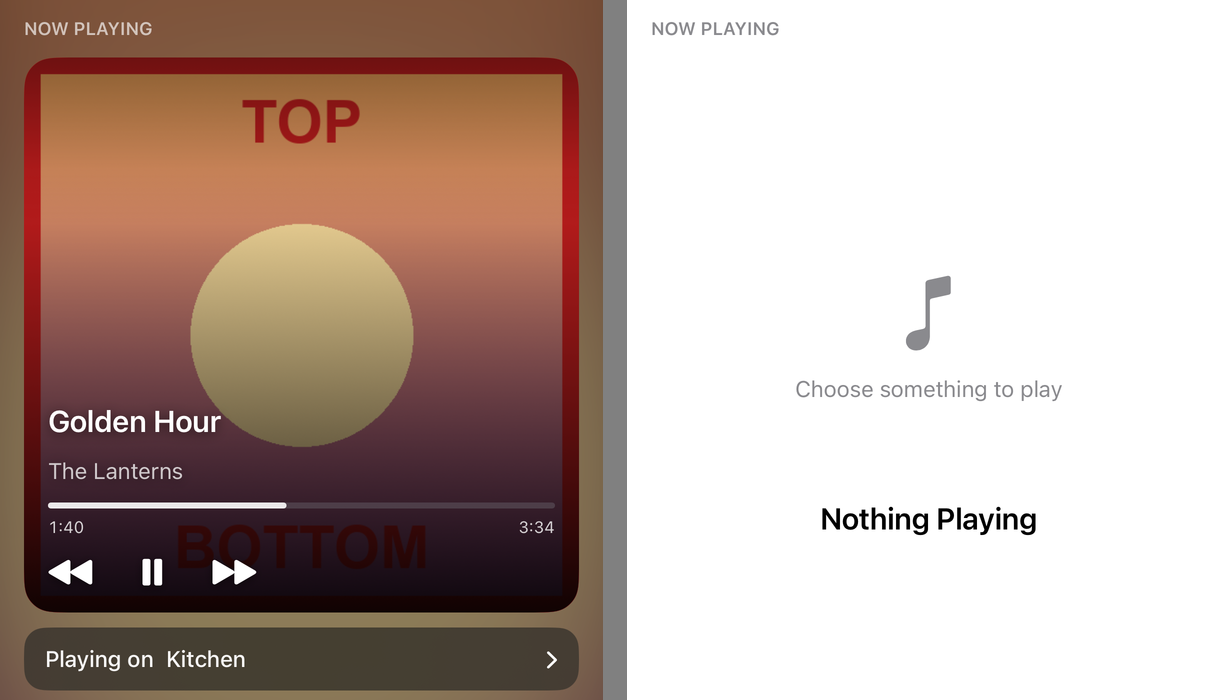 NOW PLAYING
TOP
Golden Hour
The Lanterns
1:40
3:34
BOTTOM
Playing on Kitchen
NOW PLAYING
Choose something to play
Nothing Playing